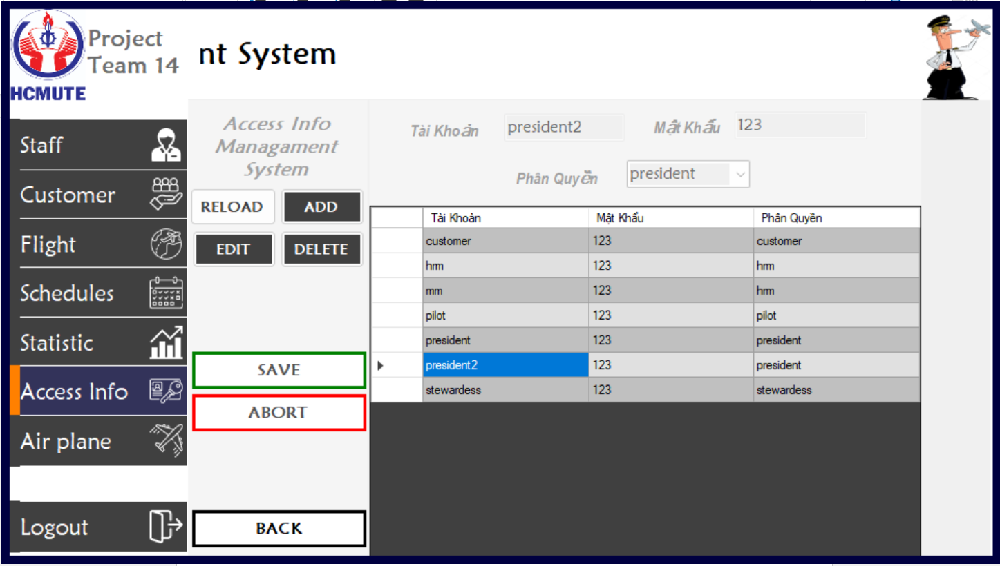 Project
Team 14
HCMUTE
nt System
Staff
Customer
Flight
Schedules
Statistic
Access Info
Air plane
Logout
Access Info
Managament
System
RELOAD ADD
EDIT DELETE
SAVE
ABORT
BACK
Tài Khoản president2 Mật Khẩu 123
Phân Quyền president
Tài Khoản Mật Khẩu Phân Quyền
customer 123 customer
hrm 123 hrm
mm 123 hrm
pilot 123 pilot
president 123 president
president2 123 president
stewardess 123 stewardess